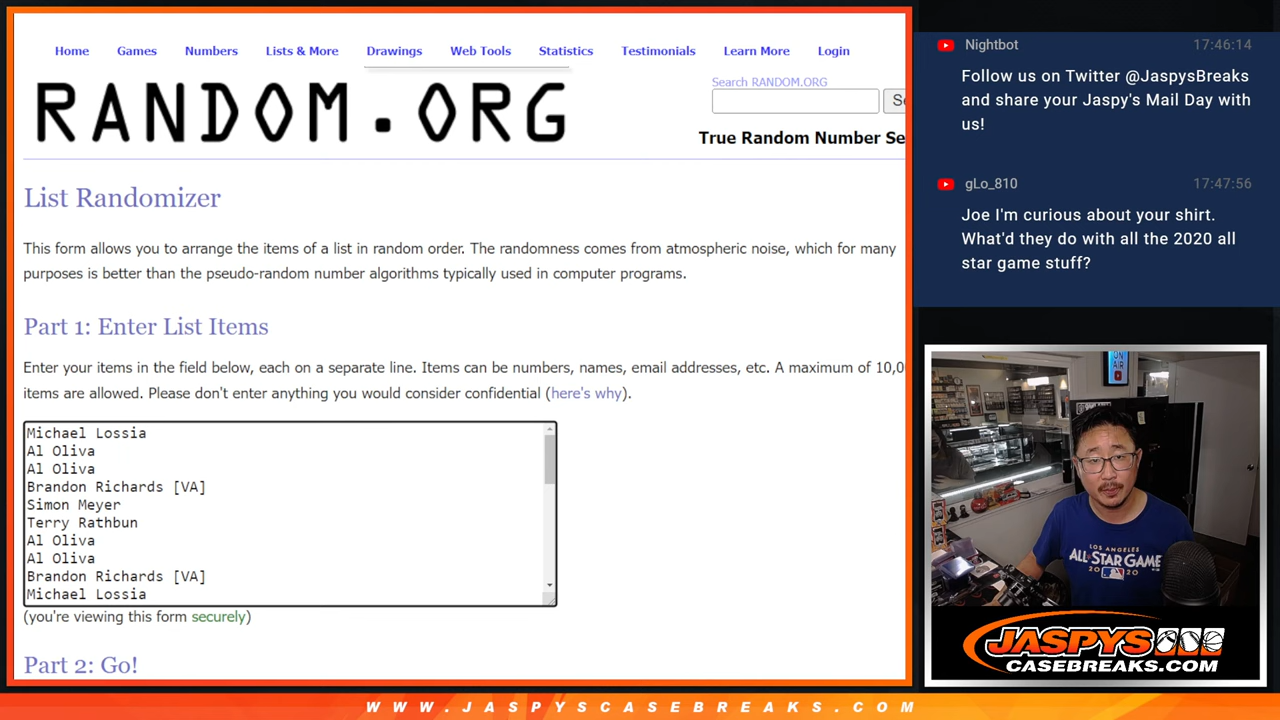 Home Games Numbers Lists & More Drawings Web Tools Statistics Testimonials Learn More Login
RANDOM.ORG
Search RANDOM.ORG
True Random Number Se
List Randomizer
This form allows you to arrange the items of a list in random order. The randomness comes from atmospheric noise, which for many
purposes is better than the pseudo-random number algorithms typically used in computer programs.
Part 1: Enter List Items
Enter your items in the field below, each on a separate line. Items can be numbers, names, email addresses, etc. A maximum of 10,0
items are allowed. Please don't enter anything you would consider confidential (here's why).
Michael Lossia
Al Oliva
Al Oliva
Brandon Richards [VA]
Simon Meyer
Terry Rathbun
Al Oliva
Al Oliva
Brandon Richards [VA]
Michael Lossia
(you're viewing this form securely)
Part 2: Go!
Nightbot 17:46:14
Follow us on Twitter @JaspysBreaks
and share your Jaspy's Mail Day with
us!
gLo_810 17:47:56
Joe I'm curious about your shirt.
What'd they do with all the 2020 all
star game stuff?
ON
AIR
LOS ANGELES
ALL STAR GAME
2020
JASPYS
CASEBREAKS.COM
WWW.JASPYSCASEBREAKS.COM